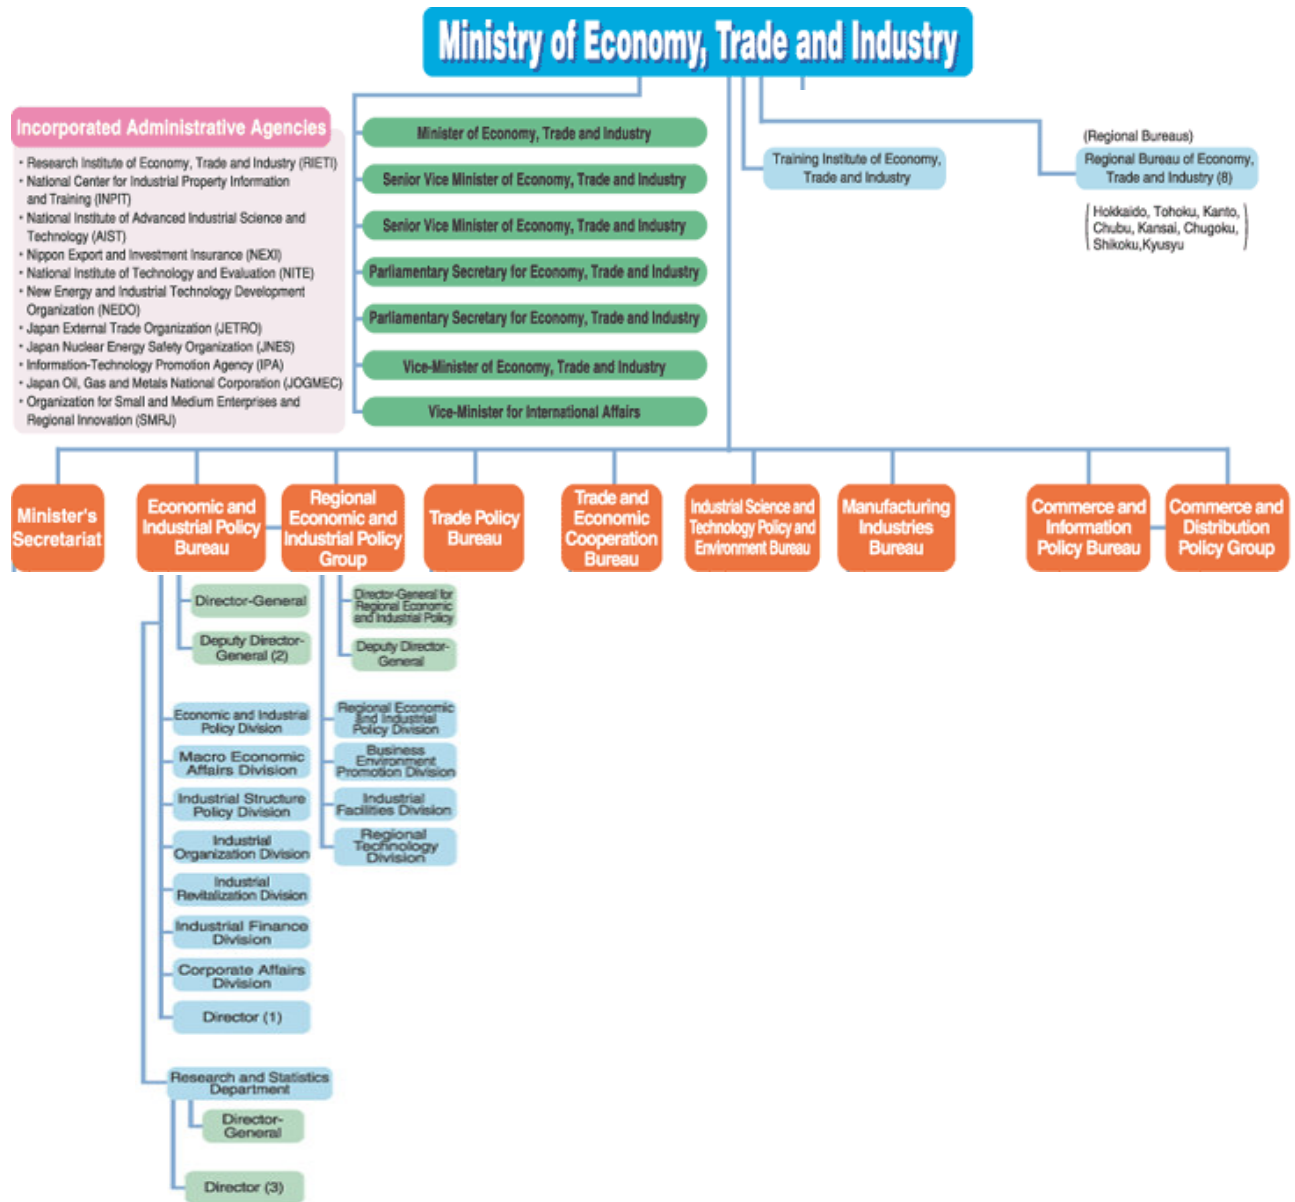 Ministry of Economy, Trade and Industry
Incorporated Administrative Agencies
・Research Institute of Economy, Trade and Industry (RIETI)
・National Center for Industrial Property Information
and Training (INPIT)
・National Institute of Advanced Industrial Science and
Technology (AIST)
・Nippon Export and Investment Insurance (NEXI)
・National Institute of Technology and Evaluation (NITE)
・New Energy and Industrial Technology Development
Organization (NEDO)
・Japan External Trade Organization (JETRO)
・Japan Nuclear Energy Safety Organization (JNES)
・Information-Technology Promotion Agency (IPA)
・Japan Oil, Gas and Metals National Corporation (JOGMEC)
・Organization for Small and Medium Enterprises and
Regional Innovation (SMRJ)
Minister of Economy, Trade and Industry
Senior Vice Minister of Economy, Trade and Industry
Senior Vice Minister of Economy, Trade and Industry
Parliamentary Secretary for Economy, Trade and Industry
Parliamentary Secretary for Economy, Trade and Industry
Vice-Minister of Economy, Trade and Industry
Vice-Minister for International Affairs
Training Institute of Economy,
Trade and Industry
(Regional Bureaus)
Regional Bureau of Economy,
Trade and Industry (8)
(Hokkaido, Tohoku, Kanto,
Chubu, Kansai, Chugoku,
Shikoku,Kyusyu)
Minister's
Secretariat
Economic and
Industrial Policy
Bureau
Regional
Economic and
Industrial Policy
Group
Trade Policy
Bureau
Trade and
Economic
Cooperation
Bureau
Industrial Science and
Technology Policy and
Environment Bureau
Manufacturing
Industries
Bureau
Commerce and
Information
Policy Bureau
Commerce and
Distribution
Policy Group
Director-General
Deputy Director-
General (2)
Economic and Industrial
Policy Division
Macro Economic
Affairs Division
Industrial Structure
Policy Division
Industrial
Organization Division
Industrial
Revitalization Division
Industrial Finance
Division
Corporate Affairs
Division
Director (1)
Research and Statistics
Department
Director-
General
Director (3)
Director-General for
Regional Economic
and Industrial Policy
Deputy Director-
General
Regional Economic
and Industrial
Policy Division
Business
Environment
Promotion Division
Industrial
Facilities Division
Regional
Technology
Division